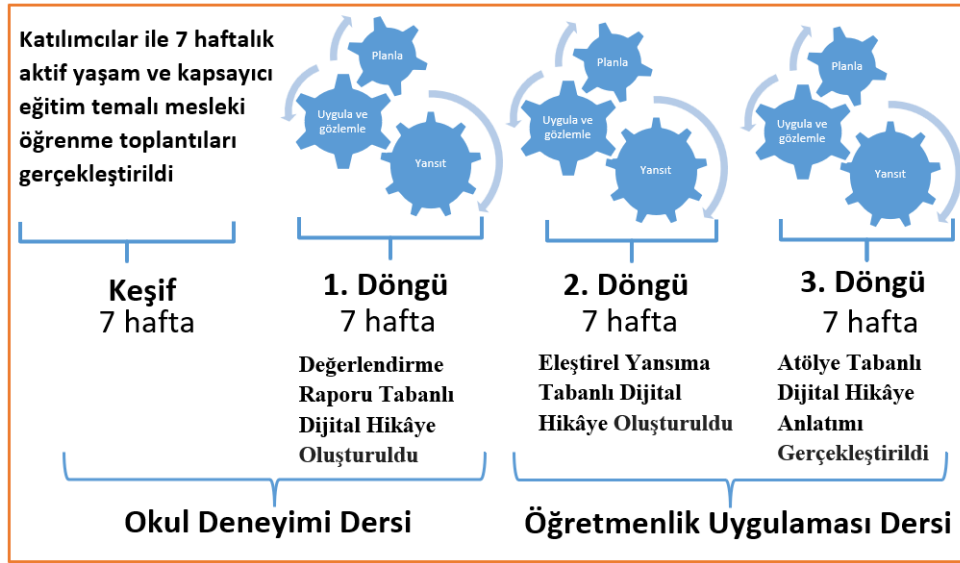 Katılımcılar ile 7 haftalık
aktif yaşam ve kapsayıcı
eğitim temalı mesleki
öğrenme toplantıları
gerçekleştirildi
Planla
Uygula ve
gözlemle
Yansıt
Planla
Uygula ve
gözlemle
Yansıt
Planla
Uygula ve
gözlemle
Yansıt
Keşif
7 hafta
1. Döngü
7 hafta
Değerlendirme
Raporu Tabanlı
Dijital Hikâye
Oluşturuldu
2. Döngü
7 hafta
Eleştirel Yansıma
Tabanlı Dijital
Hikâye Oluşturuldu
3. Döngü
7 hafta
Atölye Tabanlı
Dijital Hikâye
Anlatımı
Gerçekleştirildi
Okul Deneyimi Dersi
Öğretmenlik Uygulaması Dersi